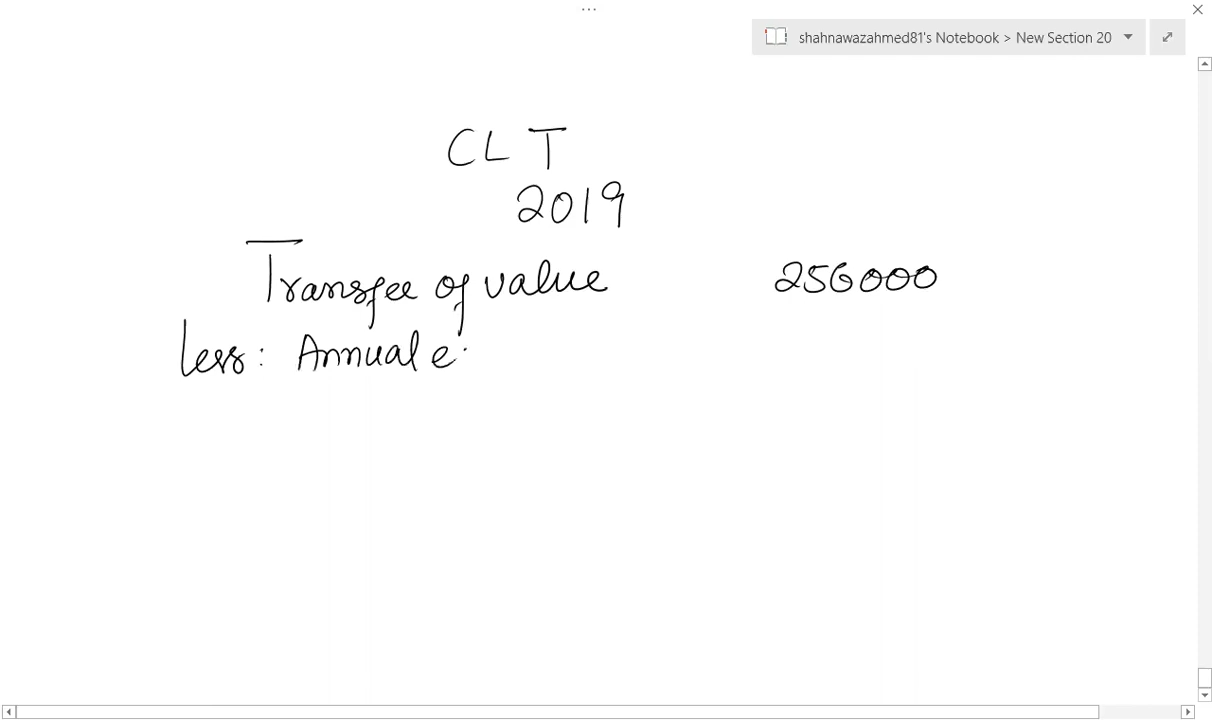 shahnawazahmed81's Notebook > New Section 20
CLT
2019
Transfer of value 256000
less: Annual e